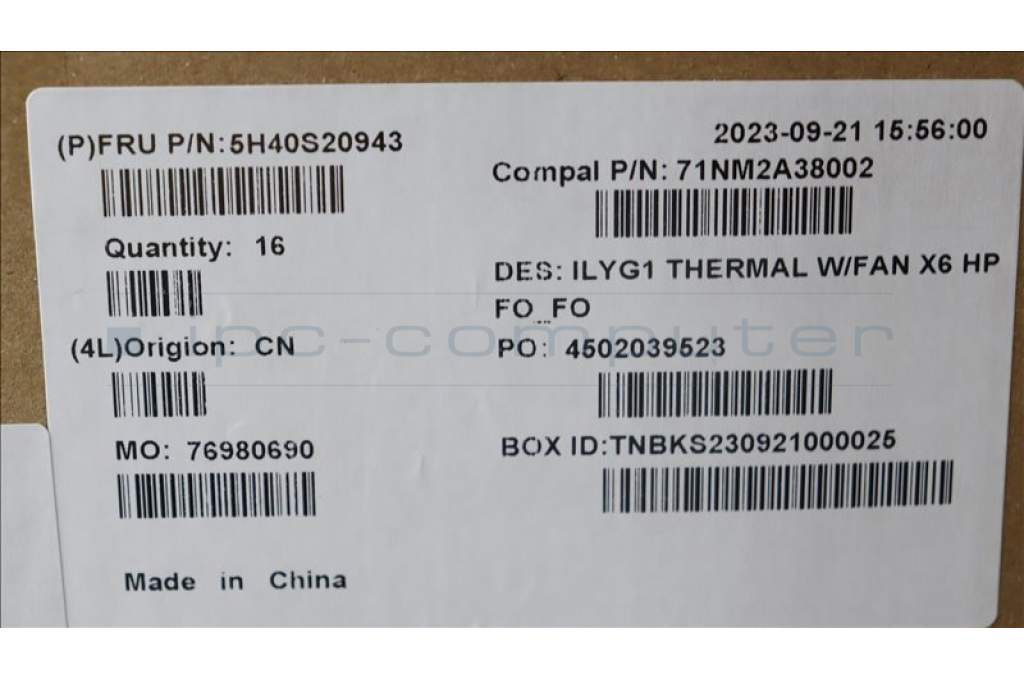 (P)FRU P/N:5H40S20943
2023-09-21 15:56:00
Compal P/N: 71NM2A38002
Quantity: 16
DES: ILYG1 THERMAL W/FAN X6 HP
FO_FO
(4L)Origion: CN
PO: 4502039523
MO: 76980690
BOX ID:TNBKS230921000025
Made in China
ipc-computer